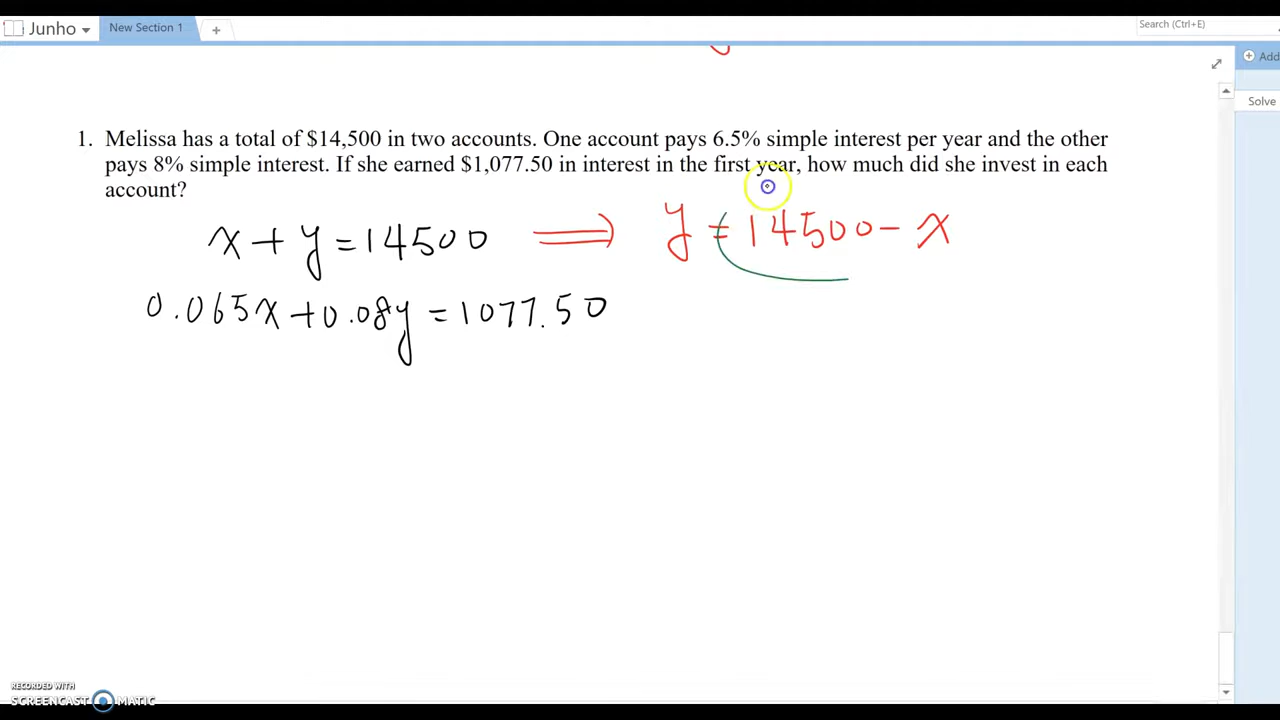 Junho
New Section 1
Search (Ctrl+E)
Add
Solve
1. Melissa has a total of $14,500 in two accounts. One account pays 6.5% simple interest per year and the other
pays 8% simple interest. If she earned $1,077.50 in interest in the first year, how much did she invest in each
account?
x + y = 14500 ⟹ y = 14500 - x
0.065x + 0.08y = 1077.50
RECORDED WITH
SCREENCAST MATIC